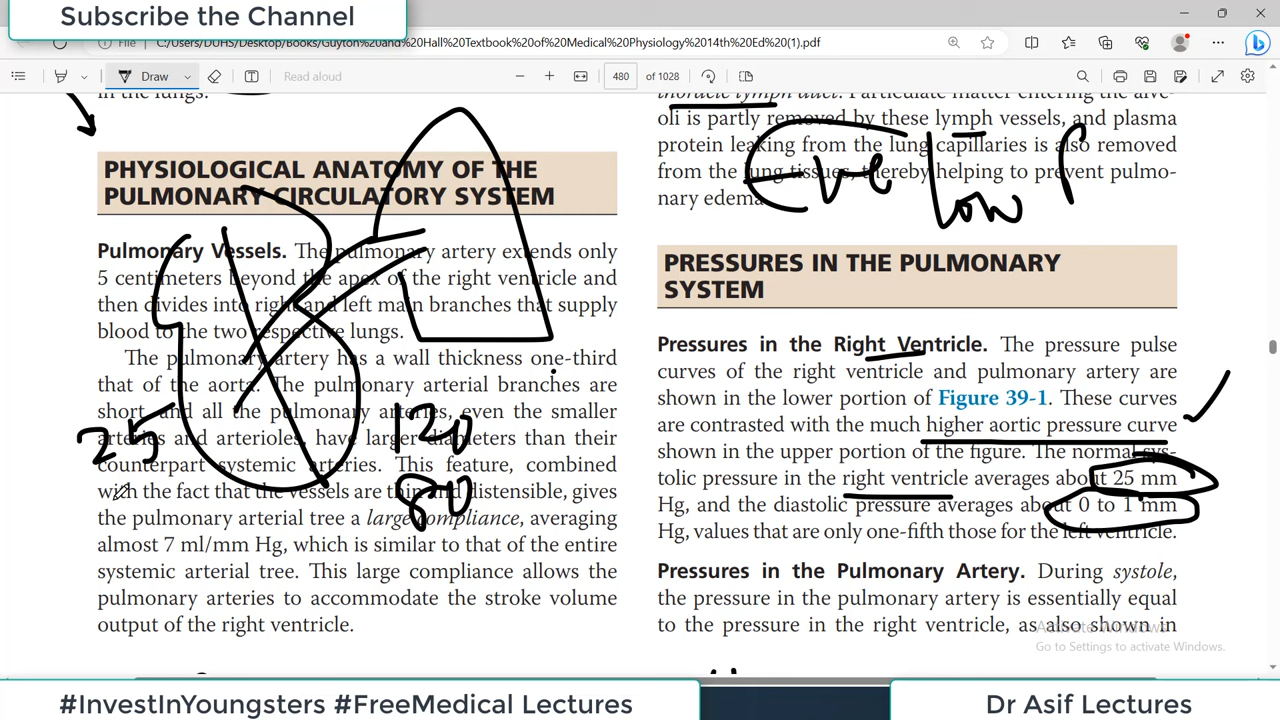 Subscribe the Channel
File C:/Users/DUHS/Desktop/Books/Guyton%20and%20Hall%20Textbook%20of%20Medical%20Physiology%2014th%20Ed%20(1).pdf
Draw Read aloud 480 of 1028
in the lungs.
PHYSIOLOGICAL ANATOMY OF THE
PULMONARY CIRCULATORY SYSTEM
Pulmonary Vessels. The pulmonary artery extends only
5 centimeters beyond the apex of the right ventricle and
then divides into right and left main branches that supply
blood to the two respective lungs.
The pulmonary artery has a wall thickness one-third
that of the aorta. The pulmonary arterial branches are
short, and all the pulmonary arteries, even the smaller
arteries and arterioles, have larger diameters than their
counterpart systemic arteries. This feature, combined
with the fact that the vessels are thin and distensible, gives
the pulmonary arterial tree a large compliance, averaging
almost 7 ml/mm Hg, which is similar to that of the entire
systemic arterial tree. This large compliance allows the
pulmonary arteries to accommodate the stroke volume
output of the right ventricle.
25
120
80
thoracic lymph duct. Particulate matter entering the alve-
oli is partly removed by these lymph vessels, and plasma
protein leaking from the lung capillaries is also removed
from the lung tissues, thereby helping to prevent pulmo-
nary edema
-ve low P
PRESSURES IN THE PULMONARY
SYSTEM
Pressures in the Right Ventricle. The pressure pulse
curves of the right ventricle and pulmonary artery are
shown in the lower portion of Figure 39-1. These curves
are contrasted with the much higher aortic pressure curve
shown in the upper portion of the figure. The normal sys-
tolic pressure in the right ventricle averages about 25 mm
Hg, and the diastolic pressure averages about 0 to 1 mm
Hg, values that are only one-fifth those for the left ventricle.
Pressures in the Pulmonary Artery. During systole,
the pressure in the pulmonary artery is essentially equal
to the pressure in the right ventricle, as also shown in
Activate Windows
Go to Settings to activate Windows.
#InvestInYoungsters #FreeMedical Lectures
Dr Asif Lectures